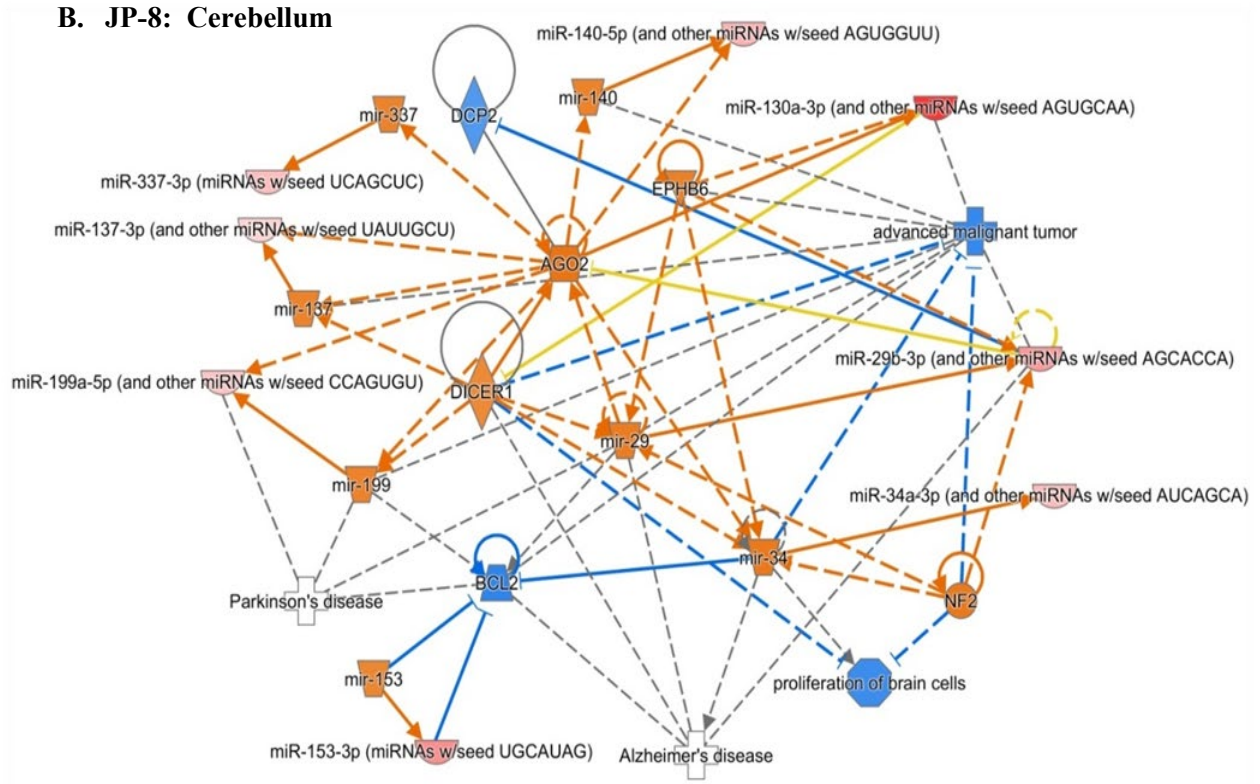 B. JP-8: Cerebellum
miR-140-5p (and other miRNAs w/seed AGUGGUU)
mir-140
miR-130a-3p (and other miRNAs w/seed AGUGCAA)
mir-337
DCP2
miR-337-3p (miRNAs w/seed UCAGCUC)
EPHB6
miR-137-3p (and other miRNAs w/seed UAUUGCU)
advanced malignant tumor
AGO2
mir-137
miR-29b-3p (and other miRNAs w/seed AGCACCA)
miR-199a-5p (and other miRNAs w/seed CCAGUGU)
DICER1
mir-29
mir-199
miR-34a-3p (and other miRNAs w/seed AUCAGCA)
mir-34
BCL2
Parkinson's disease
NF2
mir-153
proliferation of brain cells
miR-153-3p (miRNAs w/seed UGCAUAG)
Alzheimer's disease